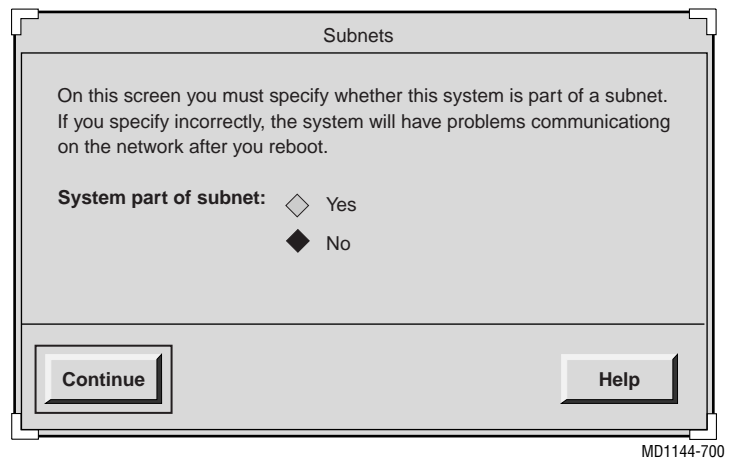 Subnets
On this screen you must specify whether this system is part of a subnet.
If you specify incorrectly, the system will have problems communicationg
on the network after you reboot.
System part of subnet: Yes
No
Continue Help
MD1144-700